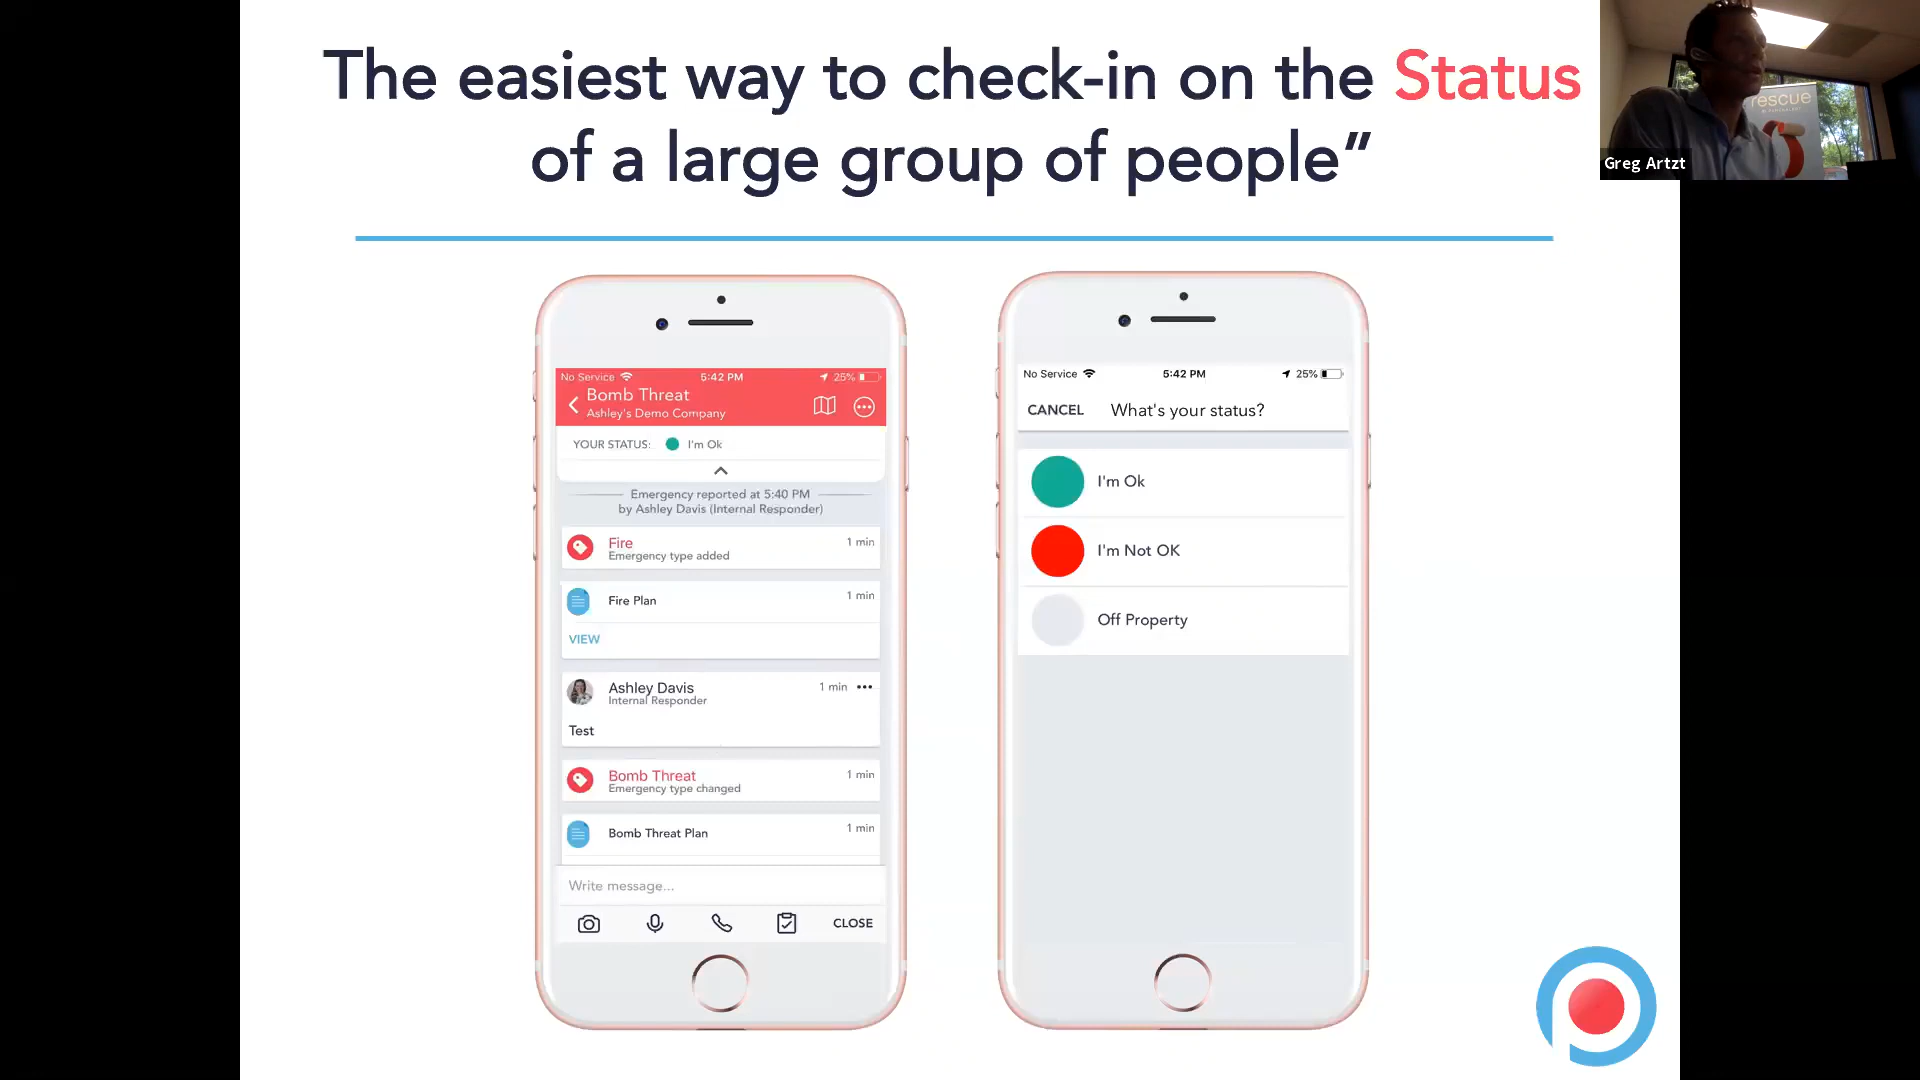 The easiest way to check-in on the Status
of a large group of people”
rescue
Greg Artzt
No Service 5:42 PM 25%
Bomb Threat
Ashley's Demo Company
YOUR STATUS: I'm Ok
Emergency reported at 5:40 PM
by Ashley Davis (Internal Responder)
Fire 1 min
Emergency type added
Fire Plan 1 min
VIEW
Ashley Davis 1 min
Internal Responder
Test
Bomb Threat 1 min
Emergency type changed
Bomb Threat Plan 1 min
Write message...
CLOSE
No Service 5:42 PM 25%
CANCEL What's your status?
I'm Ok
I'm Not OK
Off Property